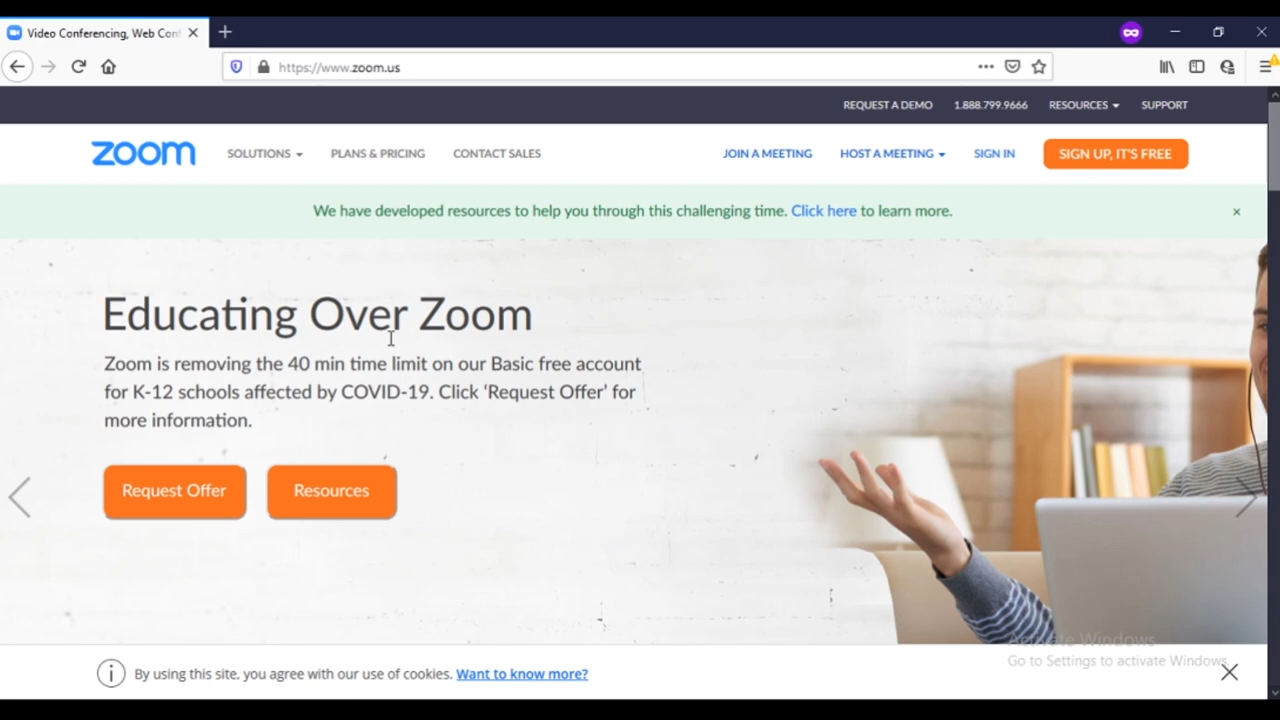 Video Conferencing, Web Conf
https://www.zoom.us
REQUEST A DEMO 1.888.799.9666 RESOURCES SUPPORT
zoom SOLUTIONS PLANS & PRICING CONTACT SALES JOIN A MEETING HOST A MEETING SIGN IN SIGN UP, IT'S FREE
We have developed resources to help you through this challenging time. Click here to learn more.
Educating Over Zoom
Zoom is removing the 40 min time limit on our Basic free account
for K-12 schools affected by COVID-19. Click ‘Request Offer’ for
more information.
Request Offer Resources
Activate Windows
Go to Settings to activate Windows.
By using this site, you agree with our use of cookies. Want to know more?